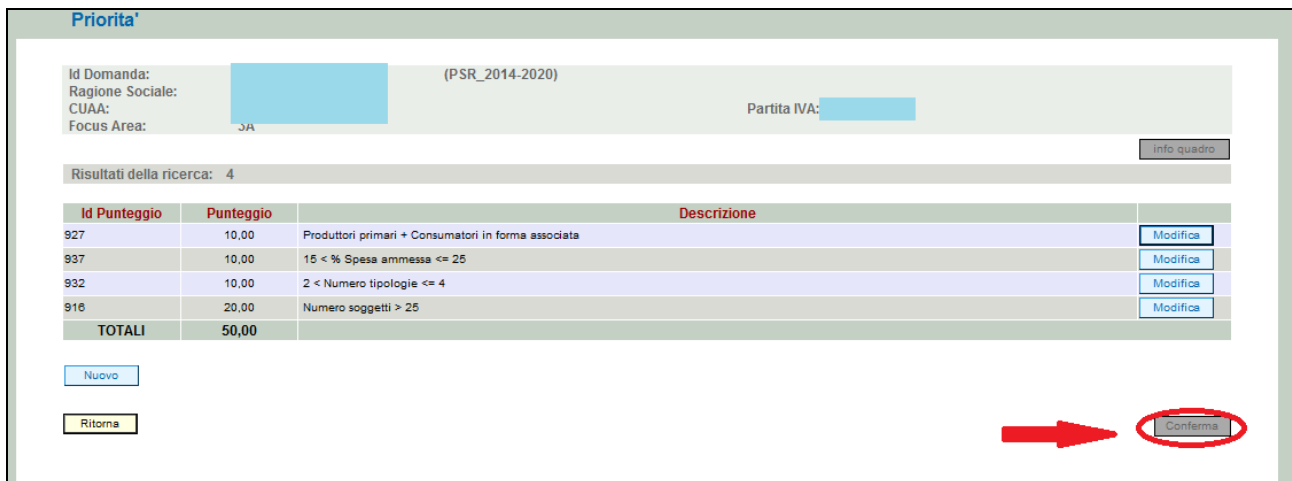 Priorita'
Id Domanda: (PSR_2014-2020)
Ragione Sociale:
CUAA: Partita IVA:
Focus Area: 3A
info quadro
Risultati della ricerca: 4
Id Punteggio Punteggio Descrizione
927 10,00 Produttori primari + Consumatori in forma associata Modifica
937 10,00 15 < % Spesa ammessa <= 25 Modifica
932 10,00 2 < Numero tipologie <= 4 Modifica
916 20,00 Numero soggetti > 25 Modifica
TOTALI 50,00
Nuovo
Ritorna Conferma